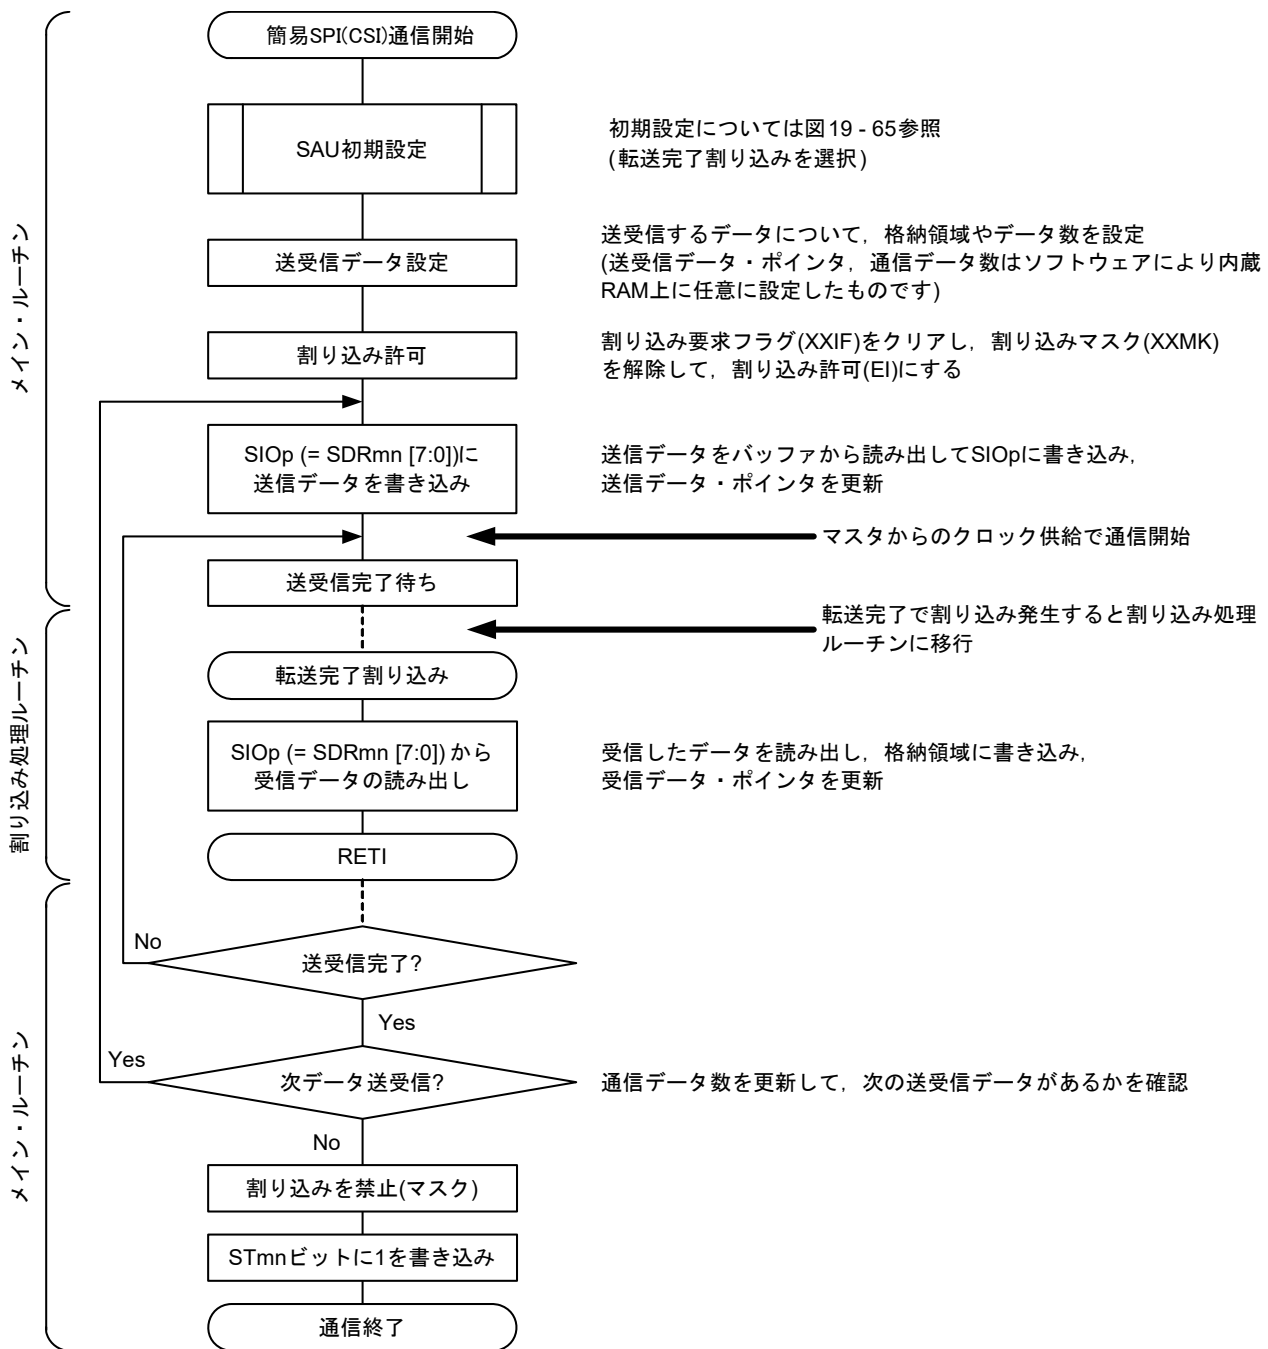 簡易SPI(CSI)通信開始
SAU初期設定
初期設定については図19 - 65参照
(転送完了割り込みを選択)
メイン・ルーチン
送受信データ設定
送受信するデータについて，格納領域やデータ数を設定
(送受信データ・ポインタ，通信データ数はソフトウェアにより内蔵
RAM上に任意に設定したものです)
割り込み許可
割り込み要求フラグ(XXIF)をクリアし，割り込みマスク(XXMK)
を解除して，割り込み許可(EI)にする
SIOp (= SDRmn [7:0])に
送信データを書き込み
送信データをバッファから読み出してSIOpに書き込み，
送信データ・ポインタを更新
マスタからのクロック供給で通信開始
送受信完了待ち
転送完了で割り込み発生すると割り込み処理
ルーチンに移行
割り込み処理ルーチン
転送完了割り込み
SIOp (= SDRmn [7:0]) から
受信データの読み出し
受信したデータを読み出し，格納領域に書き込み，
受信データ・ポインタを更新
RETI
No
送受信完了?
Yes
メイン・ルーチン
Yes
次データ送受信?
通信データ数を更新して，次の送受信データがあるかを確認
No
割り込みを禁止(マスク)
STmnビットに1を書き込み
通信終了